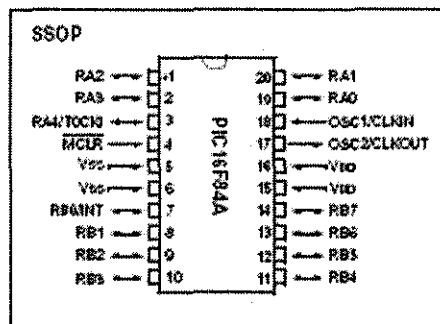 SSOP
RA2 1 20 RA1
RA3 2 19 RA0
RA4/T0CKI 3 18 OSC1/CLKIN
MCLR 4 17 OSC2/CLKOUT
Vss 5 16 VDD
Vss 6 15 VDD
RB0/INT 7 14 RB7
RB1 8 13 RB6
RB2 9 12 RB5
RB3 10 11 RB4
PIC16F84A